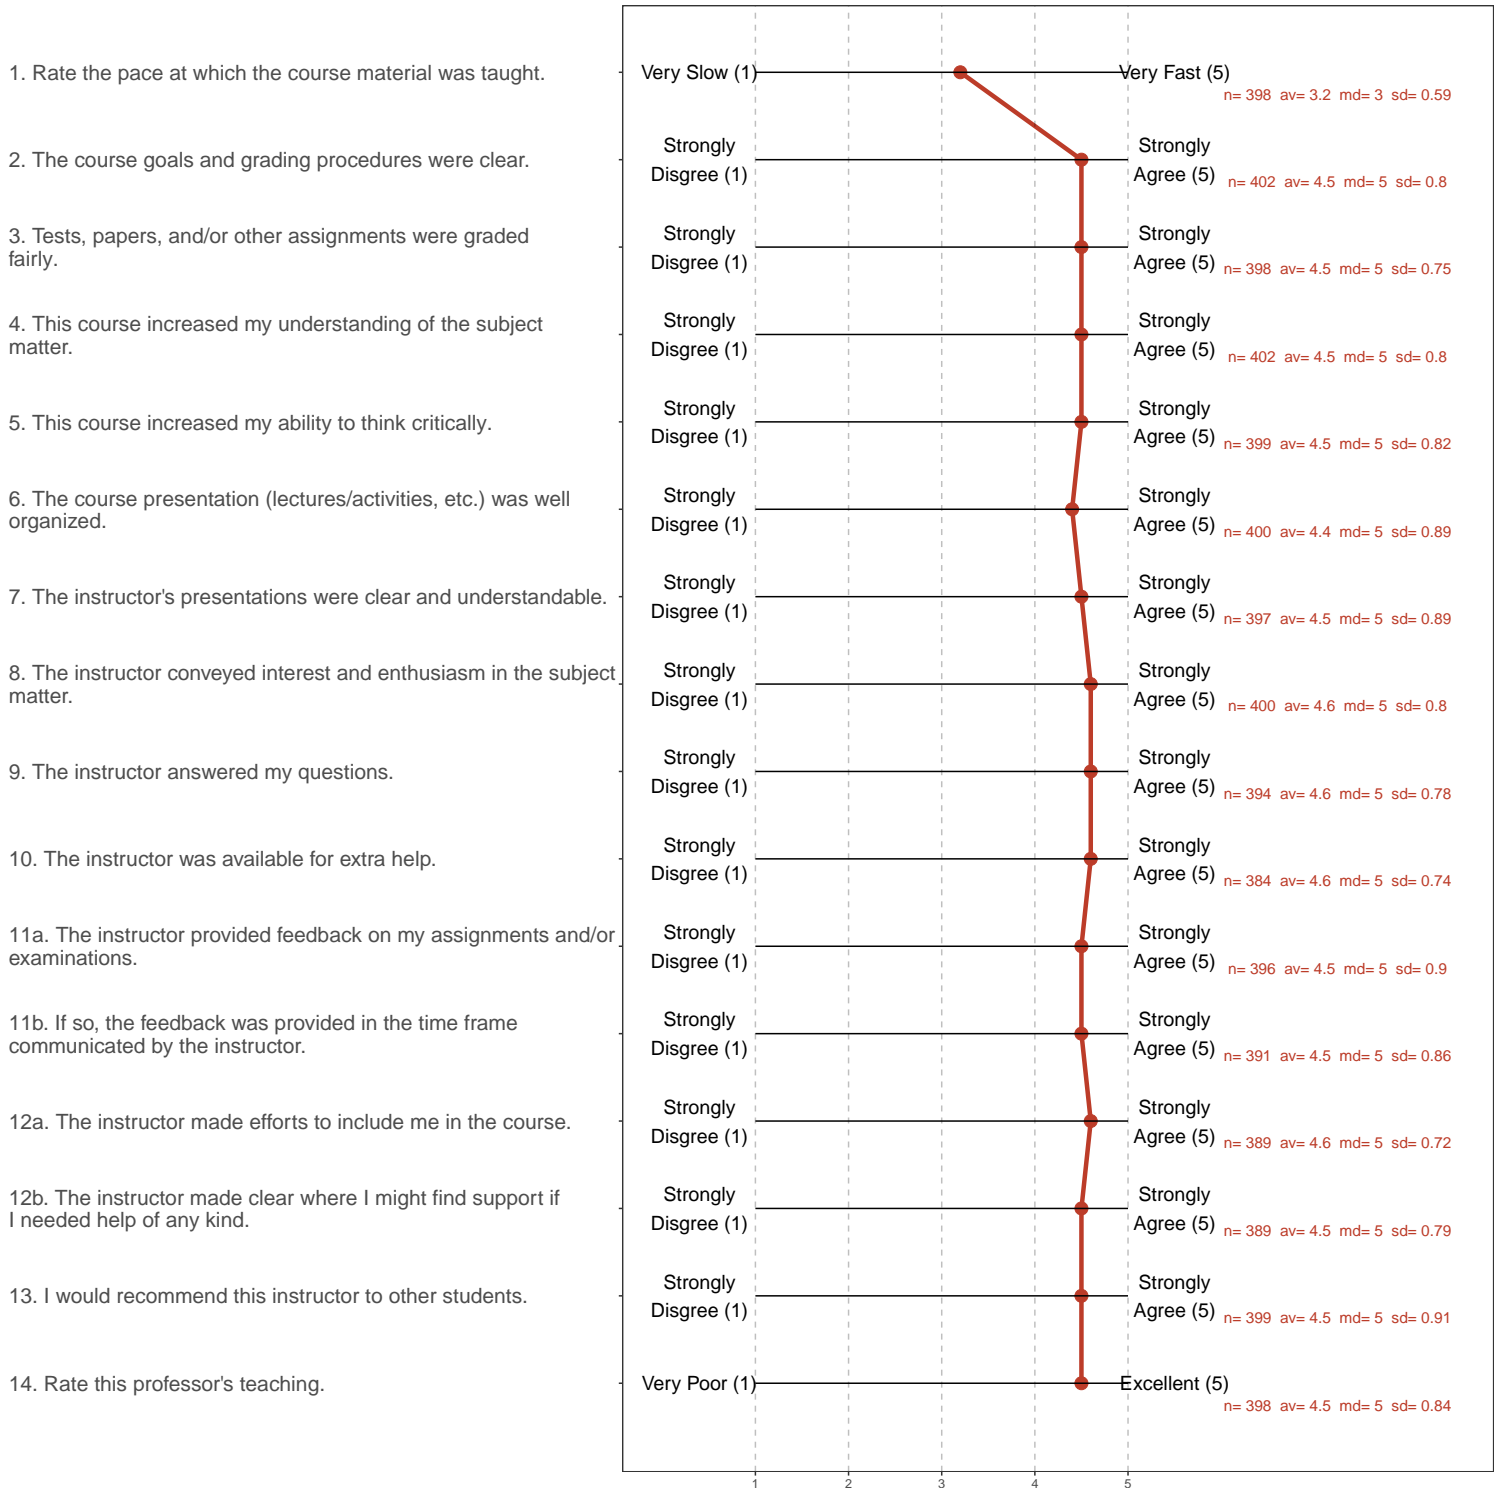 1. Rate the pace at which the course material was taught.
Very Slow (1)
Very Fast (5)
n= 398 av= 3.2 md= 3 sd= 0.59
2. The course goals and grading procedures were clear.
Strongly
Disgree (1)
Strongly
Agree (5)
n= 402 av= 4.5 md= 5 sd= 0.8
3. Tests, papers, and/or other assignments were graded
fairly.
Strongly
Disgree (1)
Strongly
Agree (5)
n= 398 av= 4.5 md= 5 sd= 0.75
4. This course increased my understanding of the subject
matter.
Strongly
Disgree (1)
Strongly
Agree (5)
n= 402 av= 4.5 md= 5 sd= 0.8
5. This course increased my ability to think critically.
Strongly
Disgree (1)
Strongly
Agree (5)
n= 399 av= 4.5 md= 5 sd= 0.82
6. The course presentation (lectures/activities, etc.) was well
organized.
Strongly
Disgree (1)
Strongly
Agree (5)
n= 400 av= 4.4 md= 5 sd= 0.89
7. The instructor's presentations were clear and understandable.
Strongly
Disgree (1)
Strongly
Agree (5)
n= 397 av= 4.5 md= 5 sd= 0.89
8. The instructor conveyed interest and enthusiasm in the subject
matter.
Strongly
Disgree (1)
Strongly
Agree (5)
n= 400 av= 4.6 md= 5 sd= 0.8
9. The instructor answered my questions.
Strongly
Disgree (1)
Strongly
Agree (5)
n= 394 av= 4.6 md= 5 sd= 0.78
10. The instructor was available for extra help.
Strongly
Disgree (1)
Strongly
Agree (5)
n= 384 av= 4.6 md= 5 sd= 0.74
11a. The instructor provided feedback on my assignments and/or
examinations.
Strongly
Disgree (1)
Strongly
Agree (5)
n= 396 av= 4.5 md= 5 sd= 0.9
11b. If so, the feedback was provided in the time frame
communicated by the instructor.
Strongly
Disgree (1)
Strongly
Agree (5)
n= 391 av= 4.5 md= 5 sd= 0.86
12a. The instructor made efforts to include me in the course.
Strongly
Disgree (1)
Strongly
Agree (5)
n= 389 av= 4.6 md= 5 sd= 0.72
12b. The instructor made clear where I might find support if
I needed help of any kind.
Strongly
Disgree (1)
Strongly
Agree (5)
n= 389 av= 4.5 md= 5 sd= 0.79
13. I would recommend this instructor to other students.
Strongly
Disgree (1)
Strongly
Agree (5)
n= 399 av= 4.5 md= 5 sd= 0.91
14. Rate this professor's teaching.
Very Poor (1)
Excellent (5)
n= 398 av= 4.5 md= 5 sd= 0.84
1 2 3 4 5